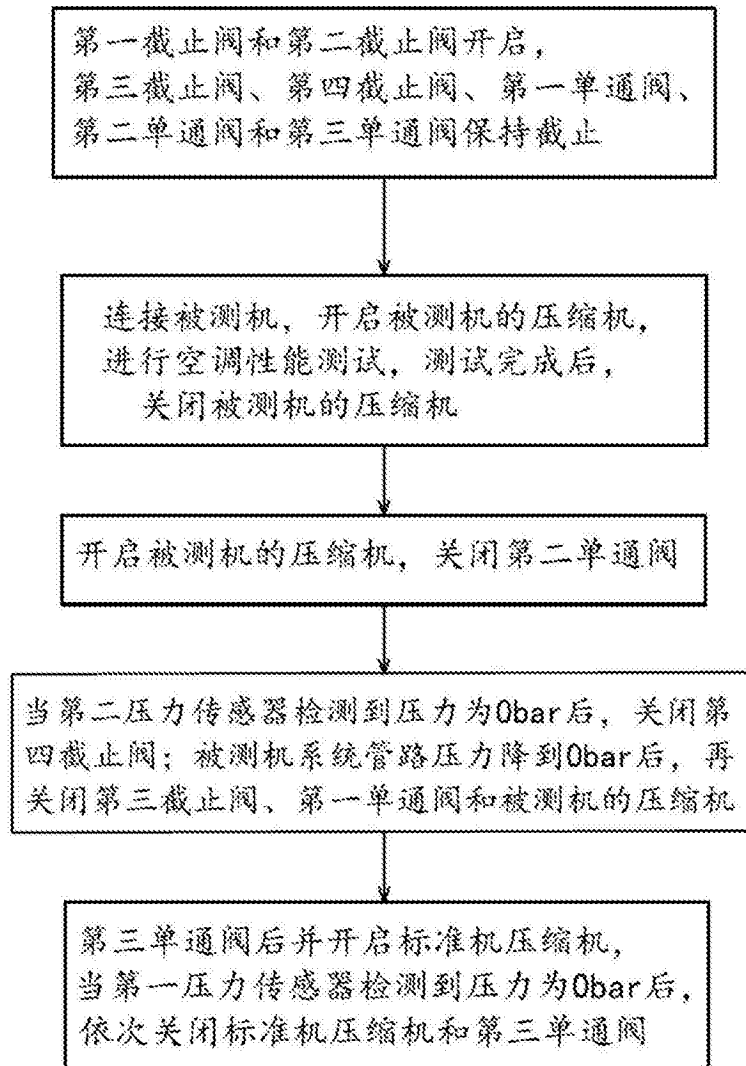 第一截止阀和第二截止阀开启，
第三截止阀、第四截止阀、第一单通阀、
第二单通阀和第三单通阀保持截止
连接被测机，开启被测机的压缩机，
进行空调性能测试，测试完成后，
关闭被测机的压缩机
开启被测机的压缩机，关闭第二单通阀
当第二压力传感器检测到压力为0bar后，关闭第
四截止阀；被测机系统管路压力降到0bar后，再
关闭第三截止阀、第一单通阀和被测机的压缩机
第三单通阀后并开启标准机压缩机，
当第一压力传感器检测到压力为0bar后，
依次关闭标准机压缩机和第三单通阀